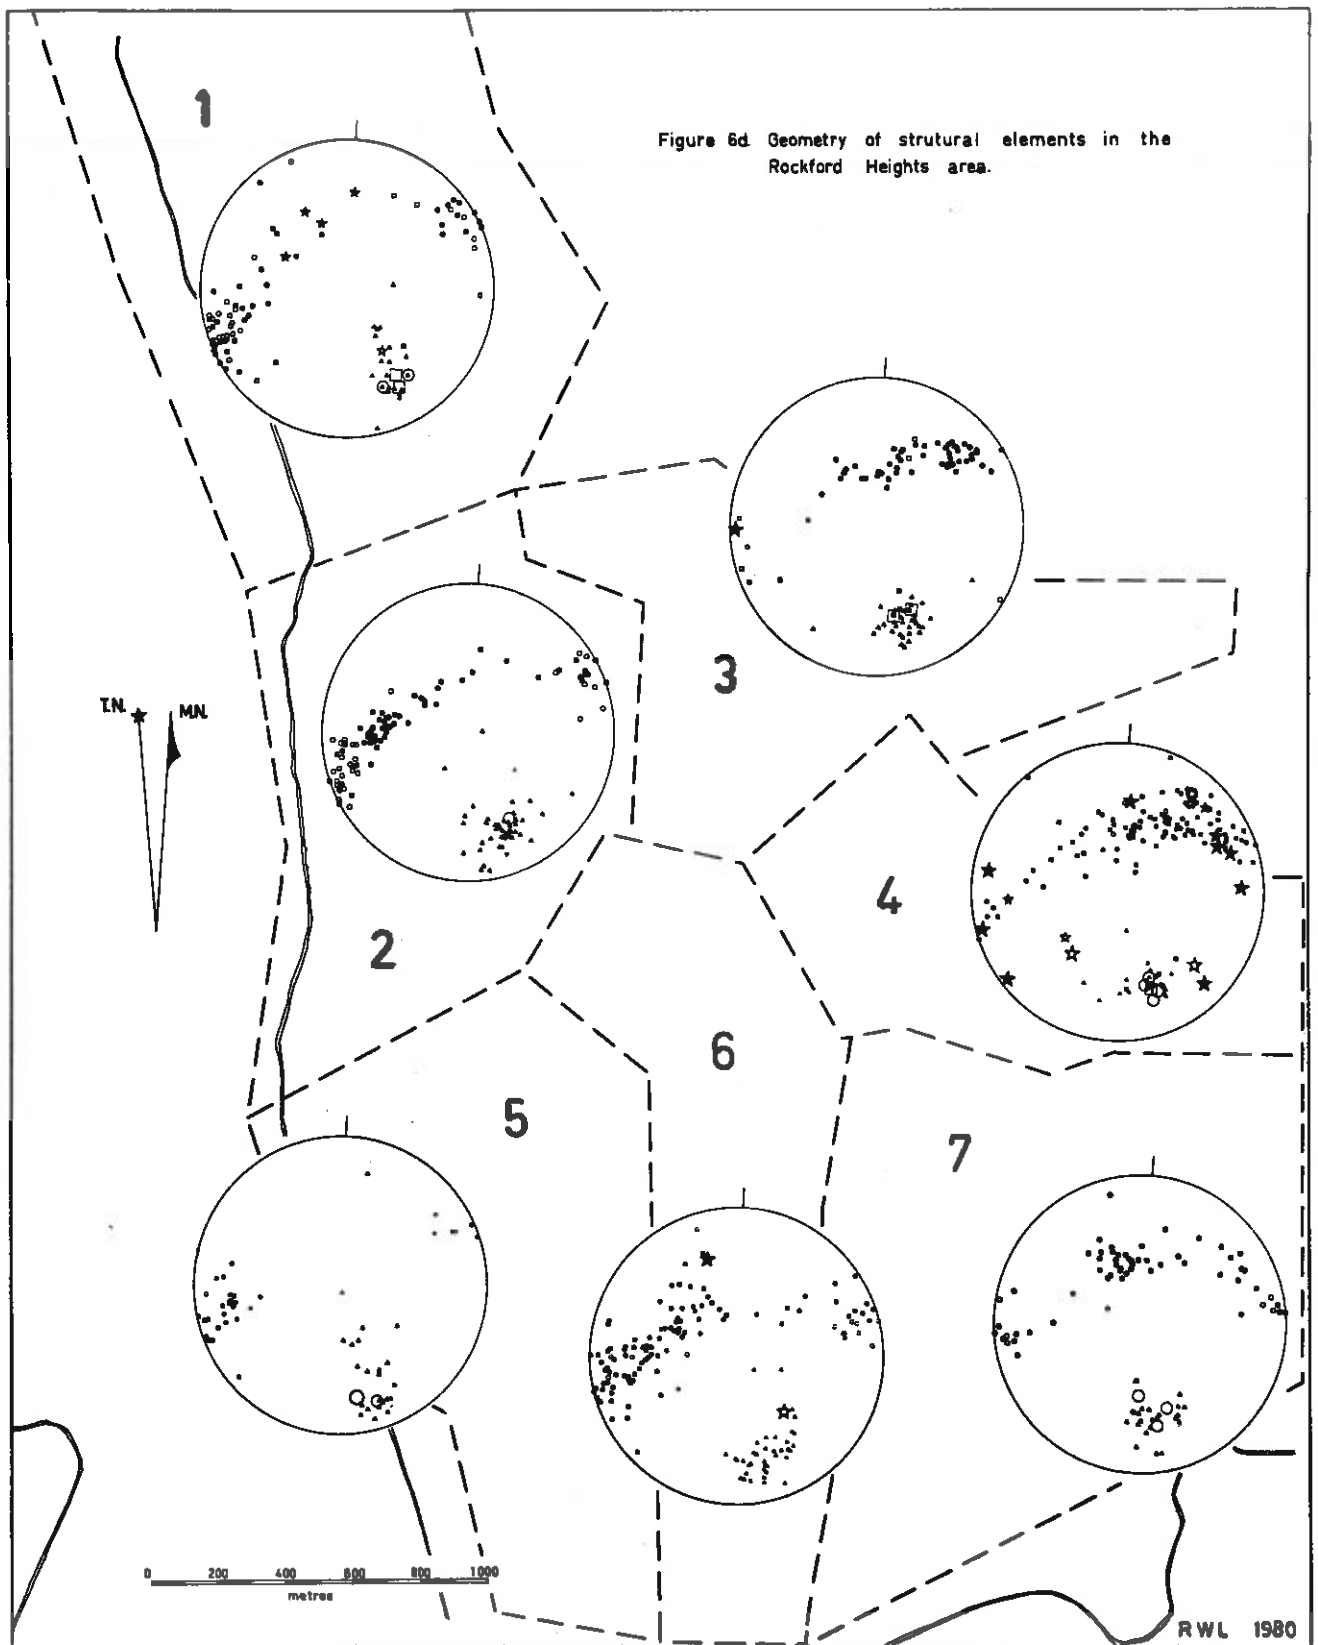 1
Figure 6d. Geometry of strutural elements in the
Rockford Heights area.
3
T.N.
M.N.
4
2
6
5
7
0 200 400 600 800 1000
metres
RWL 1980